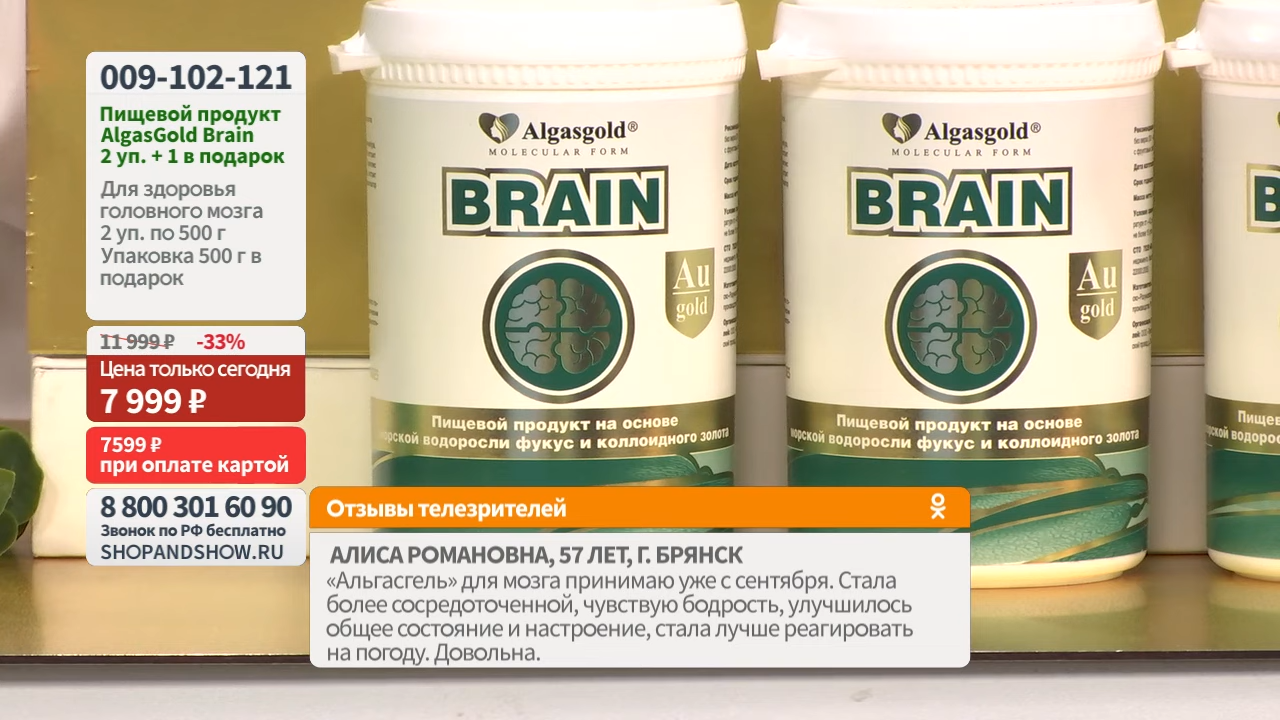 009-102-121
Пищевой продукт
AlgasGold Brain
2 уп. + 1 в подарок
Для здоровья
головного мозга
2 уп. по 500 г
Упаковка 500 г в
подарок
11 999 ₽ -33%
Цена только сегодня
7 999 ₽
7599 ₽
при оплате картой
8 800 301 60 90
Звонок по РФ бесплатно
SHOPANDSHOW.RU
Algasgold®
MOLECULAR FORM
BRAIN
Au
gold
Пищевой продукт на основе
морской водоросли фукус и коллоидного золота
Algasgold®
MOLECULAR FORM
BRAIN
Au
gold
Пищевой продукт на основе
морской водоросли фукус и коллоидного золота
Отзывы телезрителей
АЛИСА РОМАНОВНА, 57 ЛЕТ, Г. БРЯНСК
«Альгасгель» для мозга принимаю уже с сентября. Стала
более сосредоточенной, чувствую бодрость, улучшилось
общее состояние и настроение, стала лучше реагировать
на погоду. Довольна.